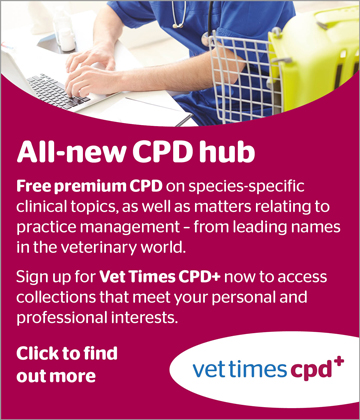 All-new CPD hub
Free premium CPD on species-specific
clinical topics, as well as matters relating to
practice management – from leading names
in the veterinary world.
Sign up for Vet Times CPD+ now to access
collections that meet your personal and
professional interests.
Click to find
out more
vet times cpd+